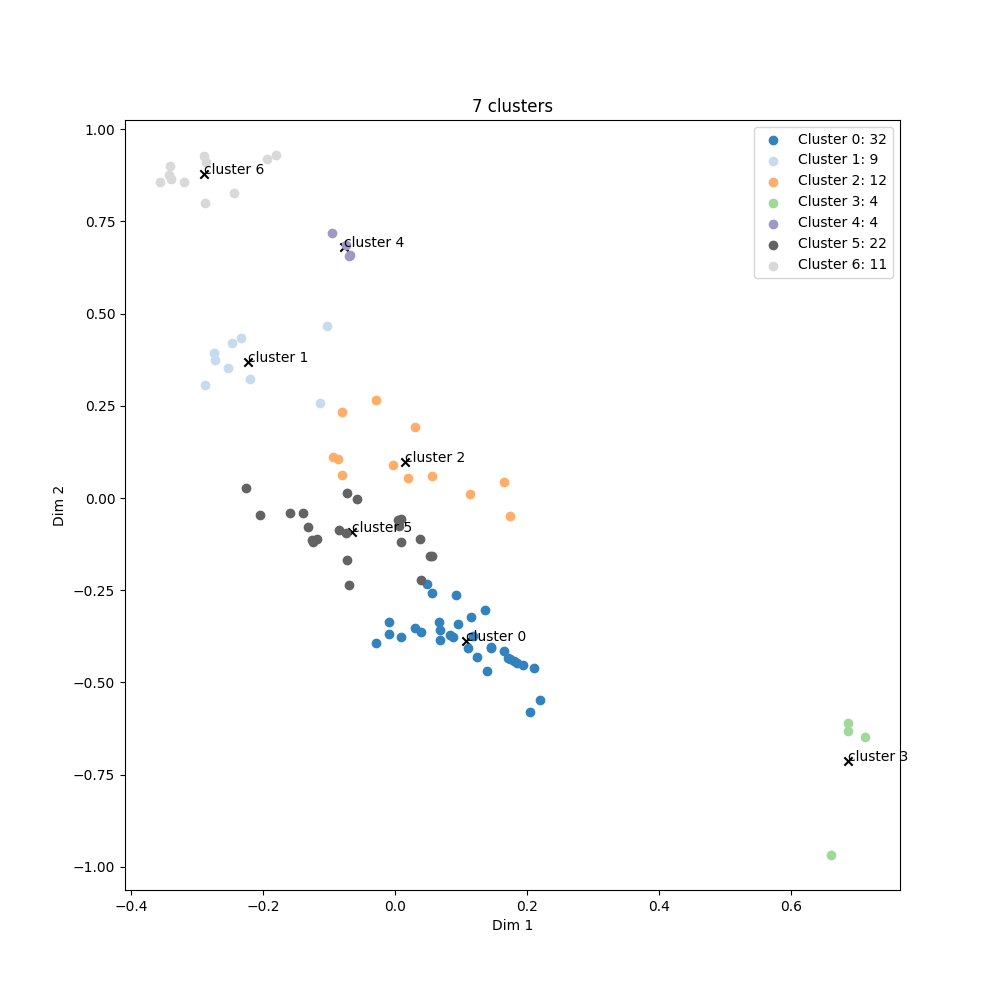 7 clusters
1.00
0.75
0.50
0.25
0.00
−0.25
−0.50
−0.75
−1.00
Dim 2
cluster 6
cluster 4
cluster 1
cluster 2
cluster 5
cluster 0
cluster 3
Cluster 0: 32
Cluster 1: 9
Cluster 2: 12
Cluster 3: 4
Cluster 4: 4
Cluster 5: 22
Cluster 6: 11
−0.4 −0.2 0.0 0.2 0.4 0.6
Dim 1